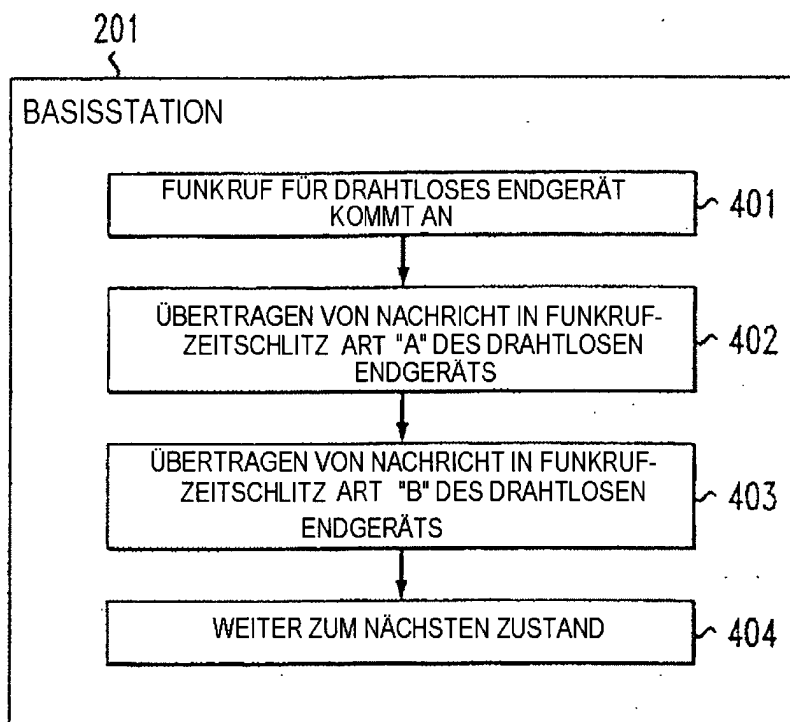 201
BASISSTATION
FUNKRUF FÜR DRAHTLOSES ENDGERÄT
KOMMT AN
401
ÜBERTRAGEN VON NACHRICHT IN FUNKRUF-
ZEITSCHLITZ ART "A" DES DRAHTLOSEN
ENDGERÄTS
402
ÜBERTRAGEN VON NACHRICHT IN FUNKRUF-
ZEITSCHLITZ ART "B" DES DRAHTLOSEN
ENDGERÄTS
403
WEITER ZUM NÄCHSTEN ZUSTAND
404